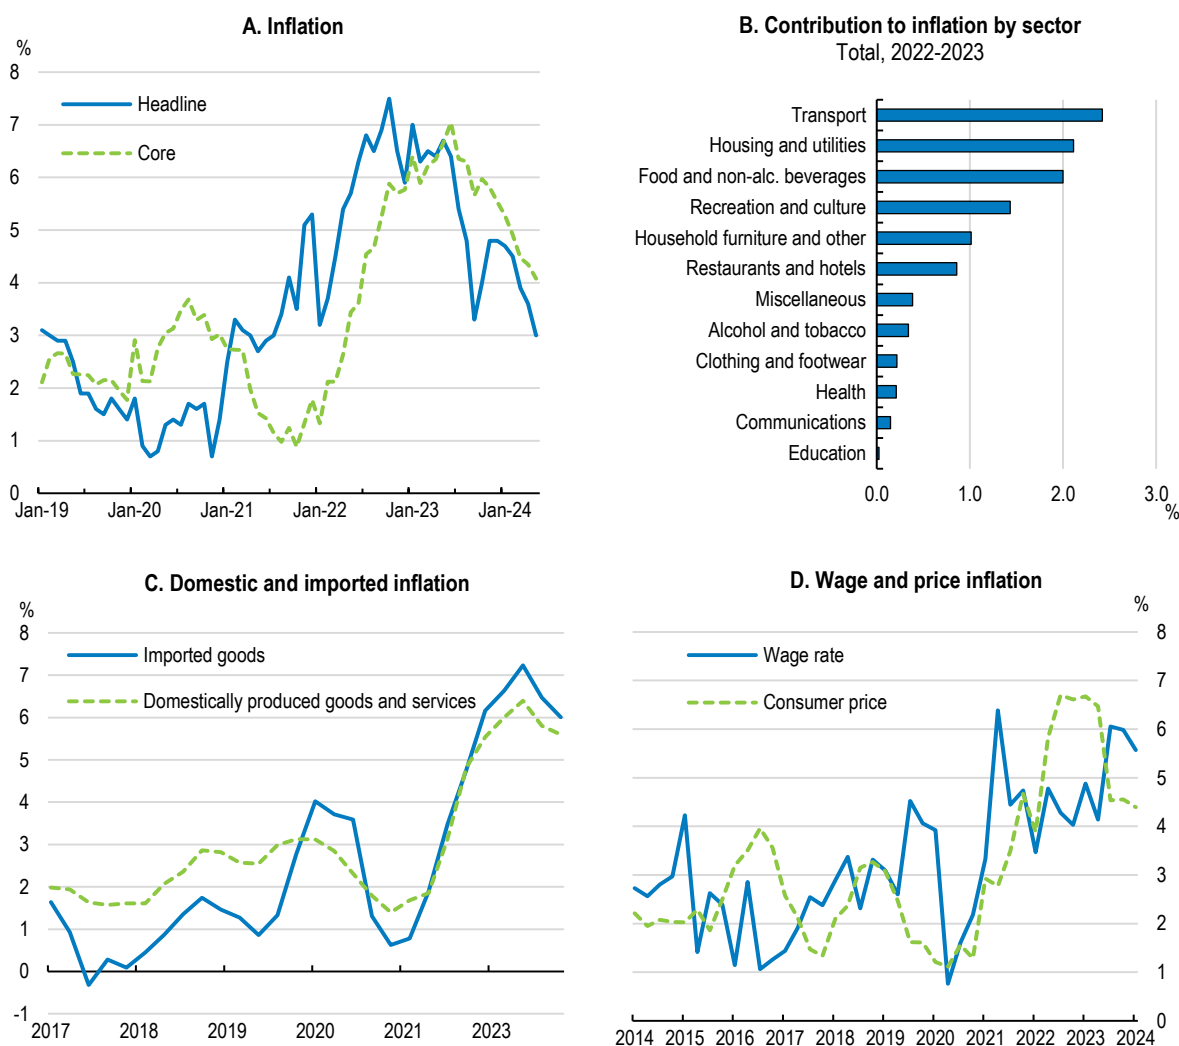 A. Inflation
%
8
7
6
5
4
3
2
1
0
Headline
Core
Jan-19 Jan-20 Jan-21 Jan-22 Jan-23 Jan-24
B. Contribution to inflation by sector
Total, 2022-2023
Transport
Housing and utilities
Food and non-alc. beverages
Recreation and culture
Household furniture and other
Restaurants and hotels
Miscellaneous
Alcohol and tobacco
Clothing and footwear
Health
Communications
Education
0.0 1.0 2.0 3.0
%
C. Domestic and imported inflation
%
8
7
6
5
4
3
2
1
0
-1
Imported goods
Domestically produced goods and services
2017 2018 2019 2020 2021 2023
D. Wage and price inflation
%
8
7
6
5
4
3
2
1
0
Wage rate
Consumer price
2014 2015 2016 2017 2018 2019 2020 2021 2022 2023 2024